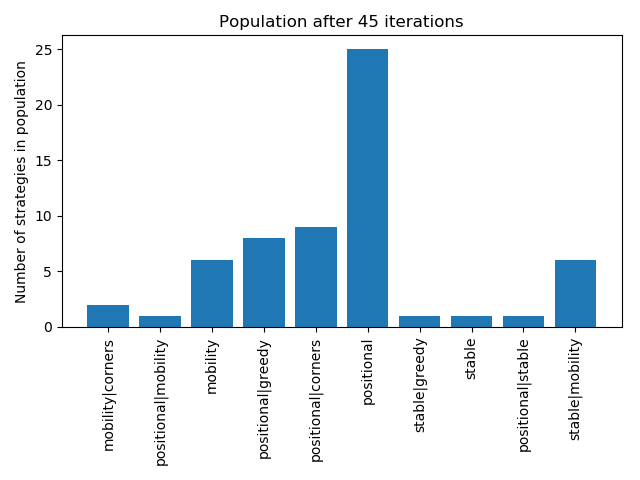 Population after 45 iterations
Number of strategies in population
25
20
15
10
5
0
mobility|corners
positional|mobility
mobility
positional|greedy
positional|corners
positional
stable|greedy
stable
positional|stable
stable|mobility